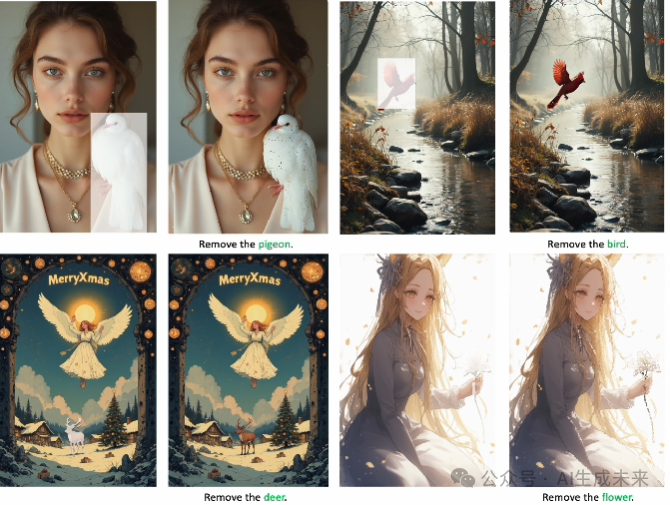 Remove the pigeon.
Remove the bird.
MerryXmas
MerryXmas
公众号 · AI生成未来
Remove the deer.
Remove the flower.